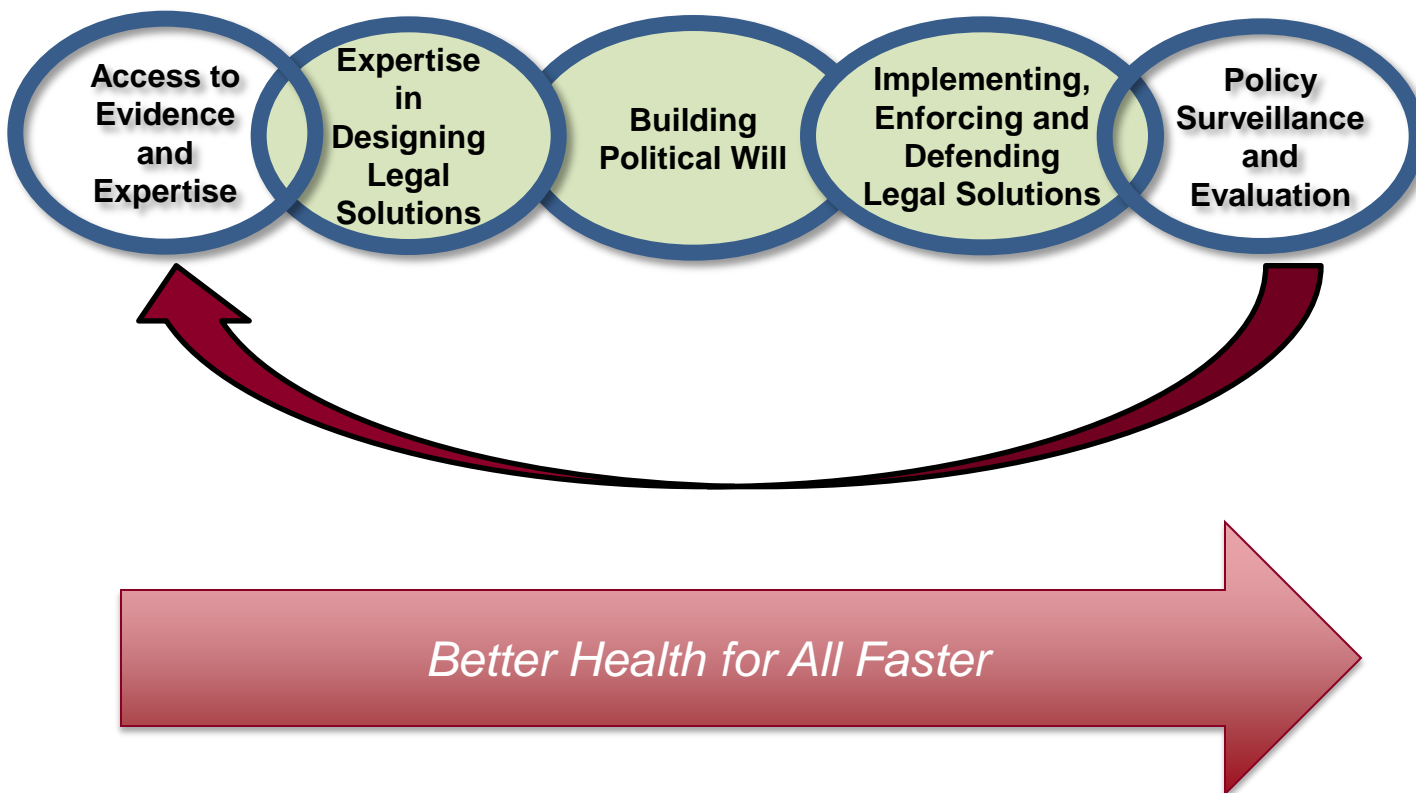 Access to
Evidence
and
Expertise
Expertise
in
Designing
Legal
Solutions
Building
Political Will
Implementing,
Enforcing and
Defending
Legal Solutions
Policy
Surveillance
and
Evaluation
Better Health for All Faster